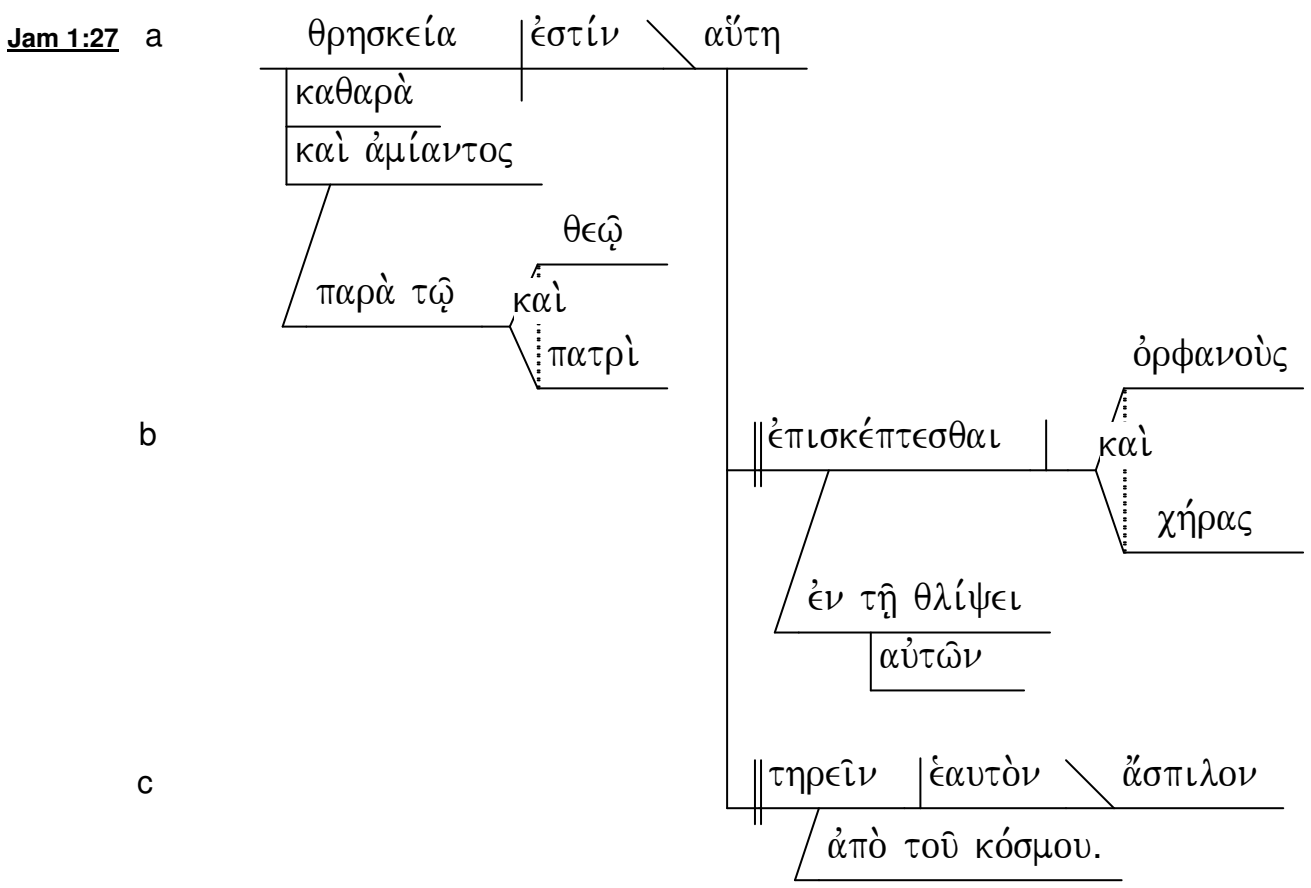 Jam 1:27 a θρησκεία ἐστίν αὕτη
καθαρὰ
καὶ ἀμίαντος
θεῷ
παρὰ τῷ καὶ
πατρὶ
ὀρφανοὺς
b ἐπισκέπτεσθαι καὶ
χήρας
ἐν τῇ θλίψει
αὐτῶν
c τηρεῖν ἑαυτὸν ἄσπιλον
ἀπὸ τοῦ κόσμου.